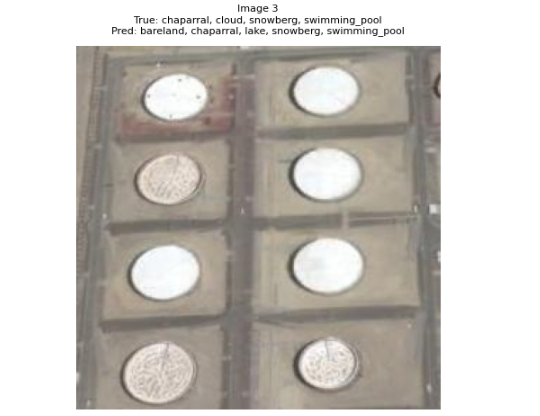 Image 3
True: chaparral, cloud, snowberg, swimming_pool
Pred: bareland, chaparral, lake, snowberg, swimming_pool